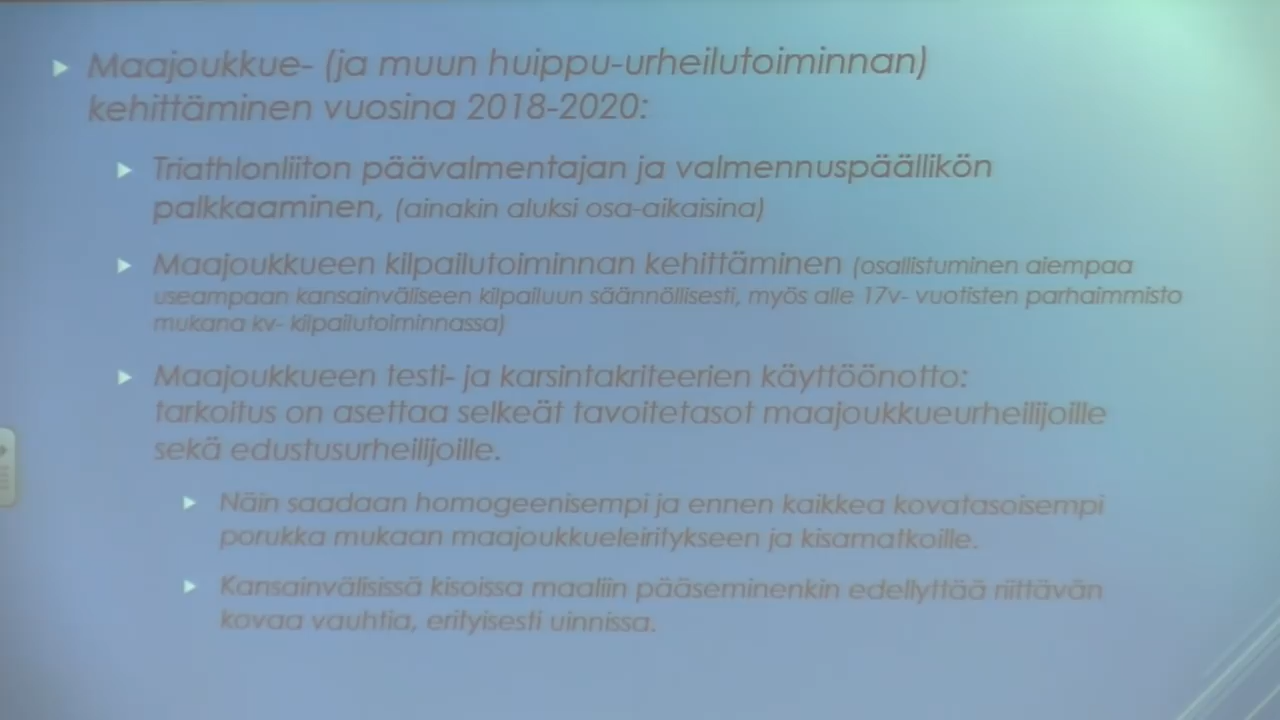 Maajoukkue- (ja muun huippu-urheilutoiminnan)
kehittäminen vuosina 2018-2020:
Triathlonliiton päävalmentajan ja valmennuspäällikön
palkkaaminen, (ainakin aluksi osa-aikaisina)
Maajoukkueen kilpailutoiminnan kehittäminen (osallistuminen aiempaa
useampaan kansainväliseen kilpailuun säännöllisesti, myös alle 17v- vuotisten parhaimmisto
mukana kv- kilpailutoiminnassa)
Maajoukkueen testi- ja karsintakriteerien käyttöönotto:
tarkoitus on asettaa selkeät tavoitetasot maajoukkueurheilijoille
sekä edustusurheilijoille.
Näin saadaan homogeenisempi ja ennen kaikkea kovatasoisempi
porukka mukaan maajoukkueleiritykseen ja kisamatkoille.
Kansainvälisissä kisoissa maaliin pääseminenkin edellyttää riittävän
kovaa vauhtia, erityisesti uinnissa.